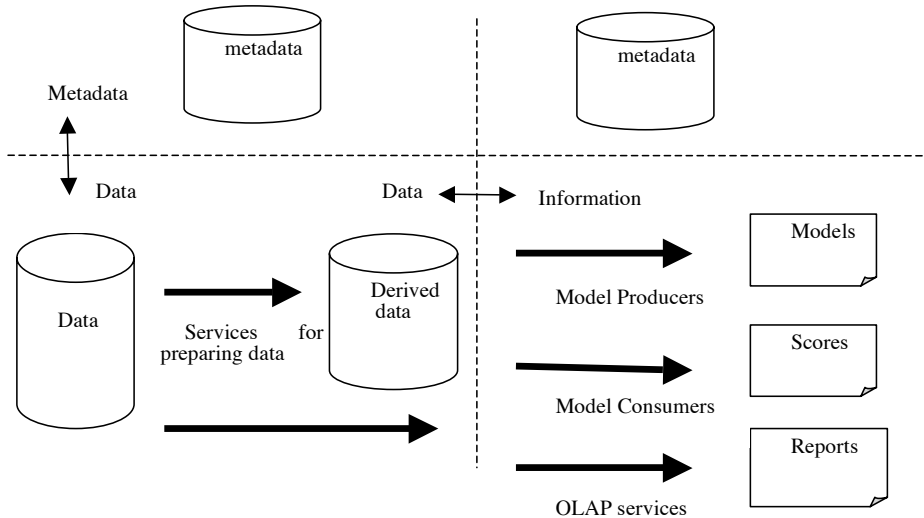 metadata
metadata
Metadata
Data
Data
Information
Data
Services for
preparing data
Derived
data
Model Producers
Models
Model Consumers
Scores
OLAP services
Reports